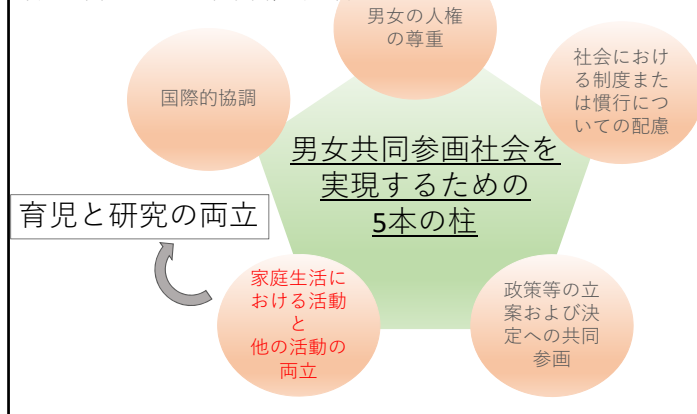 男女の人権
の尊重
国際的協調
社会におけ
る制度また
は慣行につ
いての配慮
男女共同参画社会を
実現するための
5本の柱
育児と研究の両立
家庭生活に
おける活動
と
他の活動の
両立
政策等の立
案および決
定への共同
参画